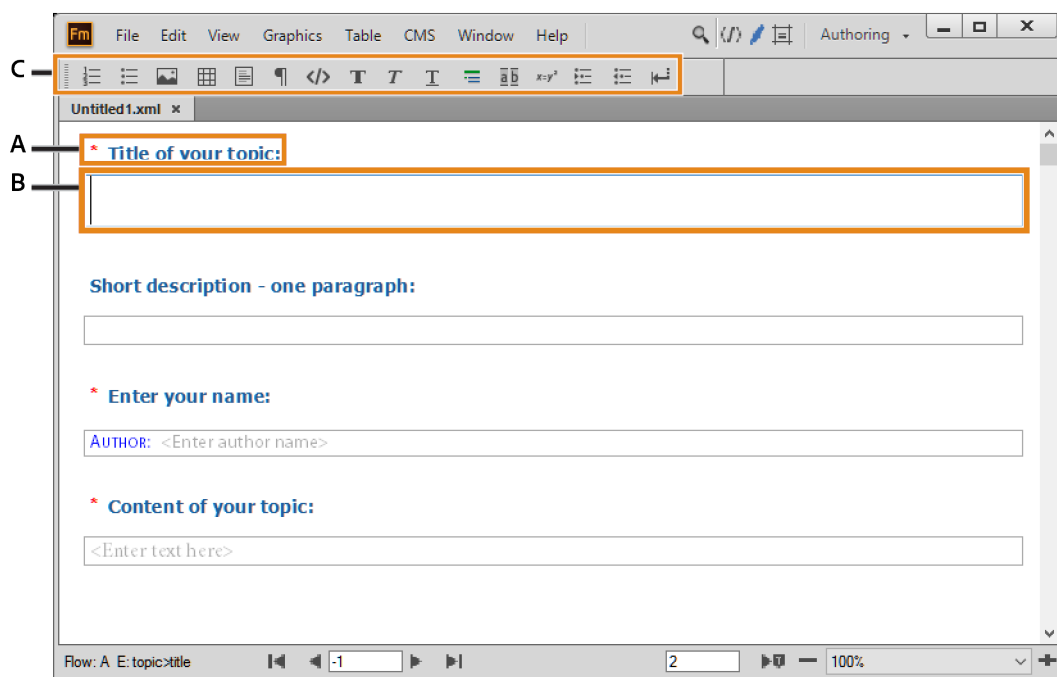 Fm File Edit View Graphics Table CMS Window Help Authoring
C T T T ab x=y²
Untitled1.xml ×
A * Title of your topic:
B
Short description - one paragraph:
* Enter your name:
AUTHOR: <Enter author name>
* Content of your topic:
<Enter text here>
Flow: A E: topic>title -1 2 T 100%